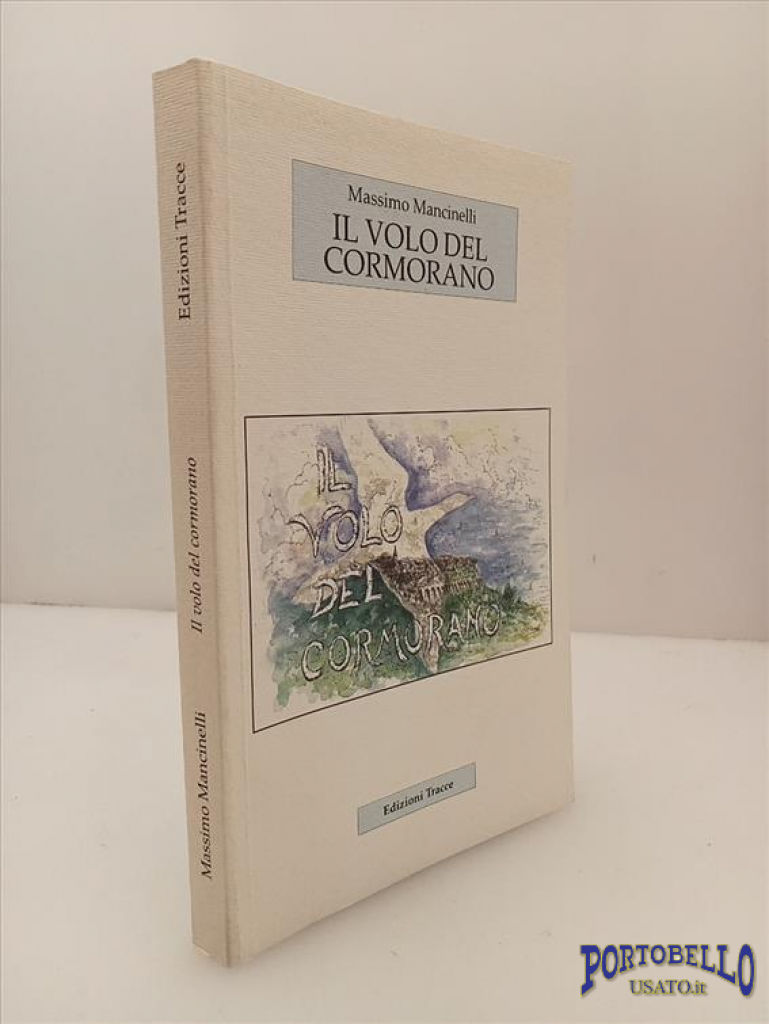 Edizioni Tracce
Il volo del cormorano
Massimo Mancinelli
Massimo Mancinelli
IL VOLO DEL
CORMORANO
IL
VOLO
DEL
CORMORANO
Edizioni Tracce
PORTOBELLO
USATO.it